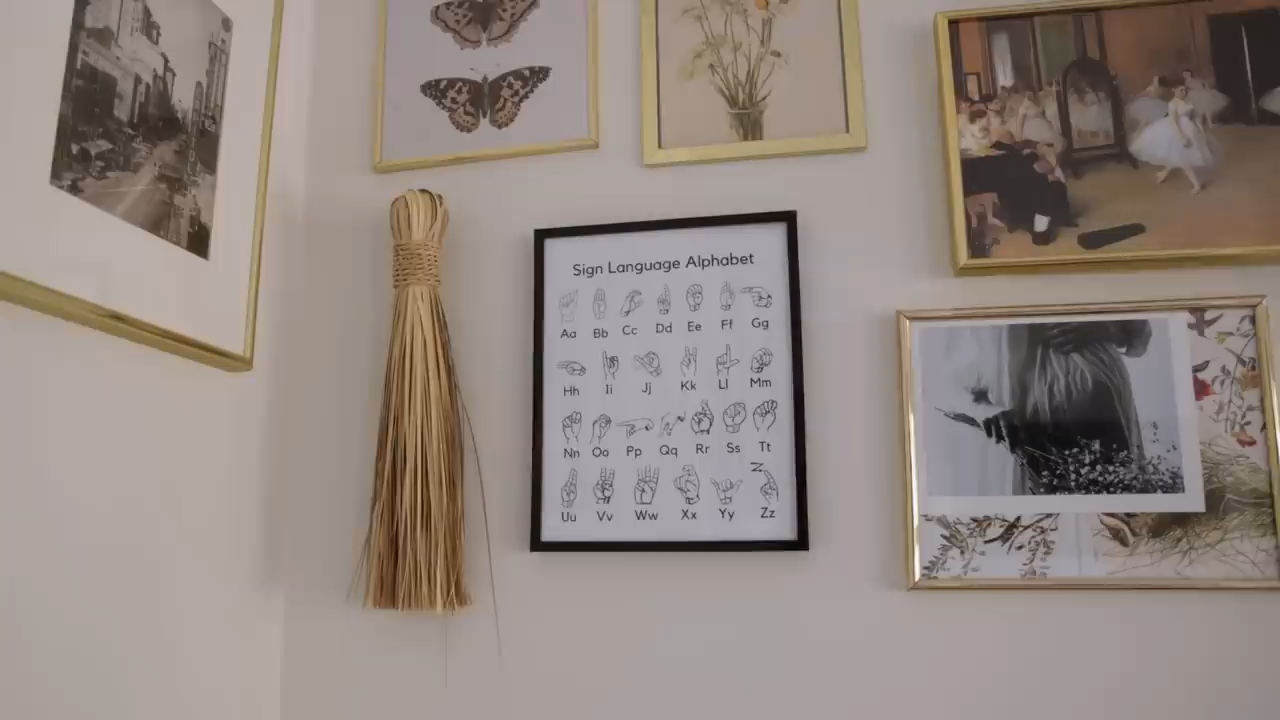 Sign Language Alphabet
Aa Bb Cc Dd Ee Ff Gg
Hh Ii Jj Kk Ll Mm
Nn Oo Pp Qq Rr Ss Tt
Z
Uu Vv Ww Xx Yy Zz